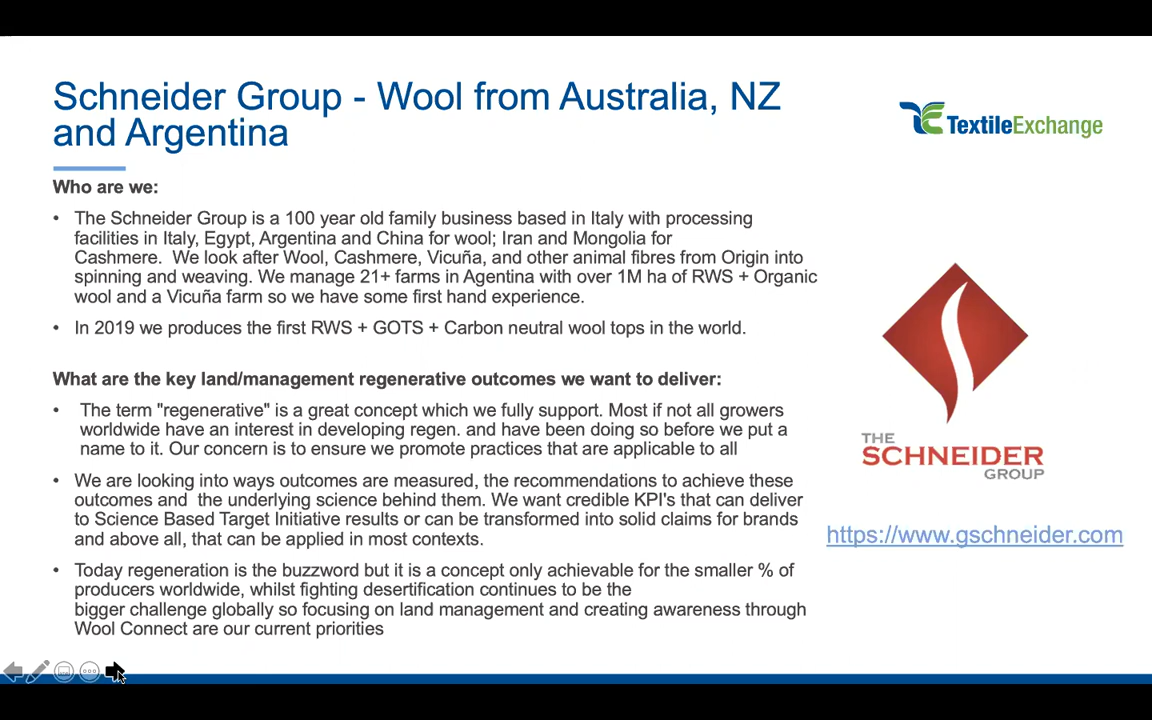 Schneider Group - Wool from Australia, NZ
and Argentina
TextileExchange
Who are we:
• The Schneider Group is a 100 year old family business based in Italy with processing
facilities in Italy, Egypt, Argentina and China for wool; Iran and Mongolia for
Cashmere.  We look after Wool, Cashmere, Vicuña, and other animal fibres from Origin into
spinning and weaving. We manage 21+ farms in Agentina with over 1M ha of RWS + Organic
wool and a Vicuña farm so we have some first hand experience.
• In 2019 we produces the first RWS + GOTS + Carbon neutral wool tops in the world.
What are the key land/management regenerative outcomes we want to deliver:
• The term "regenerative" is a great concept which we fully support. Most if not all growers
worldwide have an interest in developing regen. and have been doing so before we put a
name to it. Our concern is to ensure we promote practices that are applicable to all
• We are looking into ways outcomes are measured, the recommendations to achieve these
outcomes and  the underlying science behind them. We want credible KPI's that can deliver
to Science Based Target Initiative results or can be transformed into solid claims for brands
and above all, that can be applied in most contexts.
• Today regeneration is the buzzword but it is a concept only achievable for the smaller % of
producers worldwide, whilst fighting desertification continues to be the
bigger challenge globally so focusing on land management and creating awareness through
Wool Connect are our current priorities
THE
SCHNEIDER
GROUP
https://www.gschneider.com